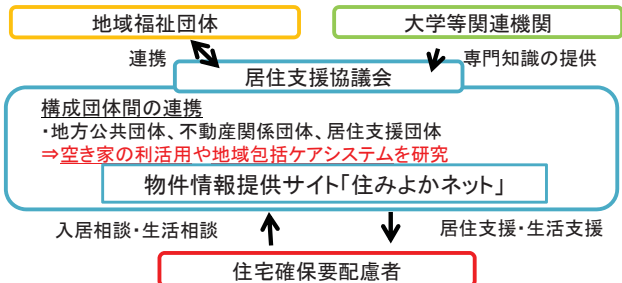 地域福祉団体
大学等関連機関
連携
専門知識の提供
居住支援協議会
構成団体間の連携
・地方公共団体、不動産関係団体、居住支援団体
⇒空き家の利活用や地域包括ケアシステムを研究
物件情報提供サイト「住みよかネット」
入居相談・生活相談
居住支援・生活支援
住宅確保要配慮者